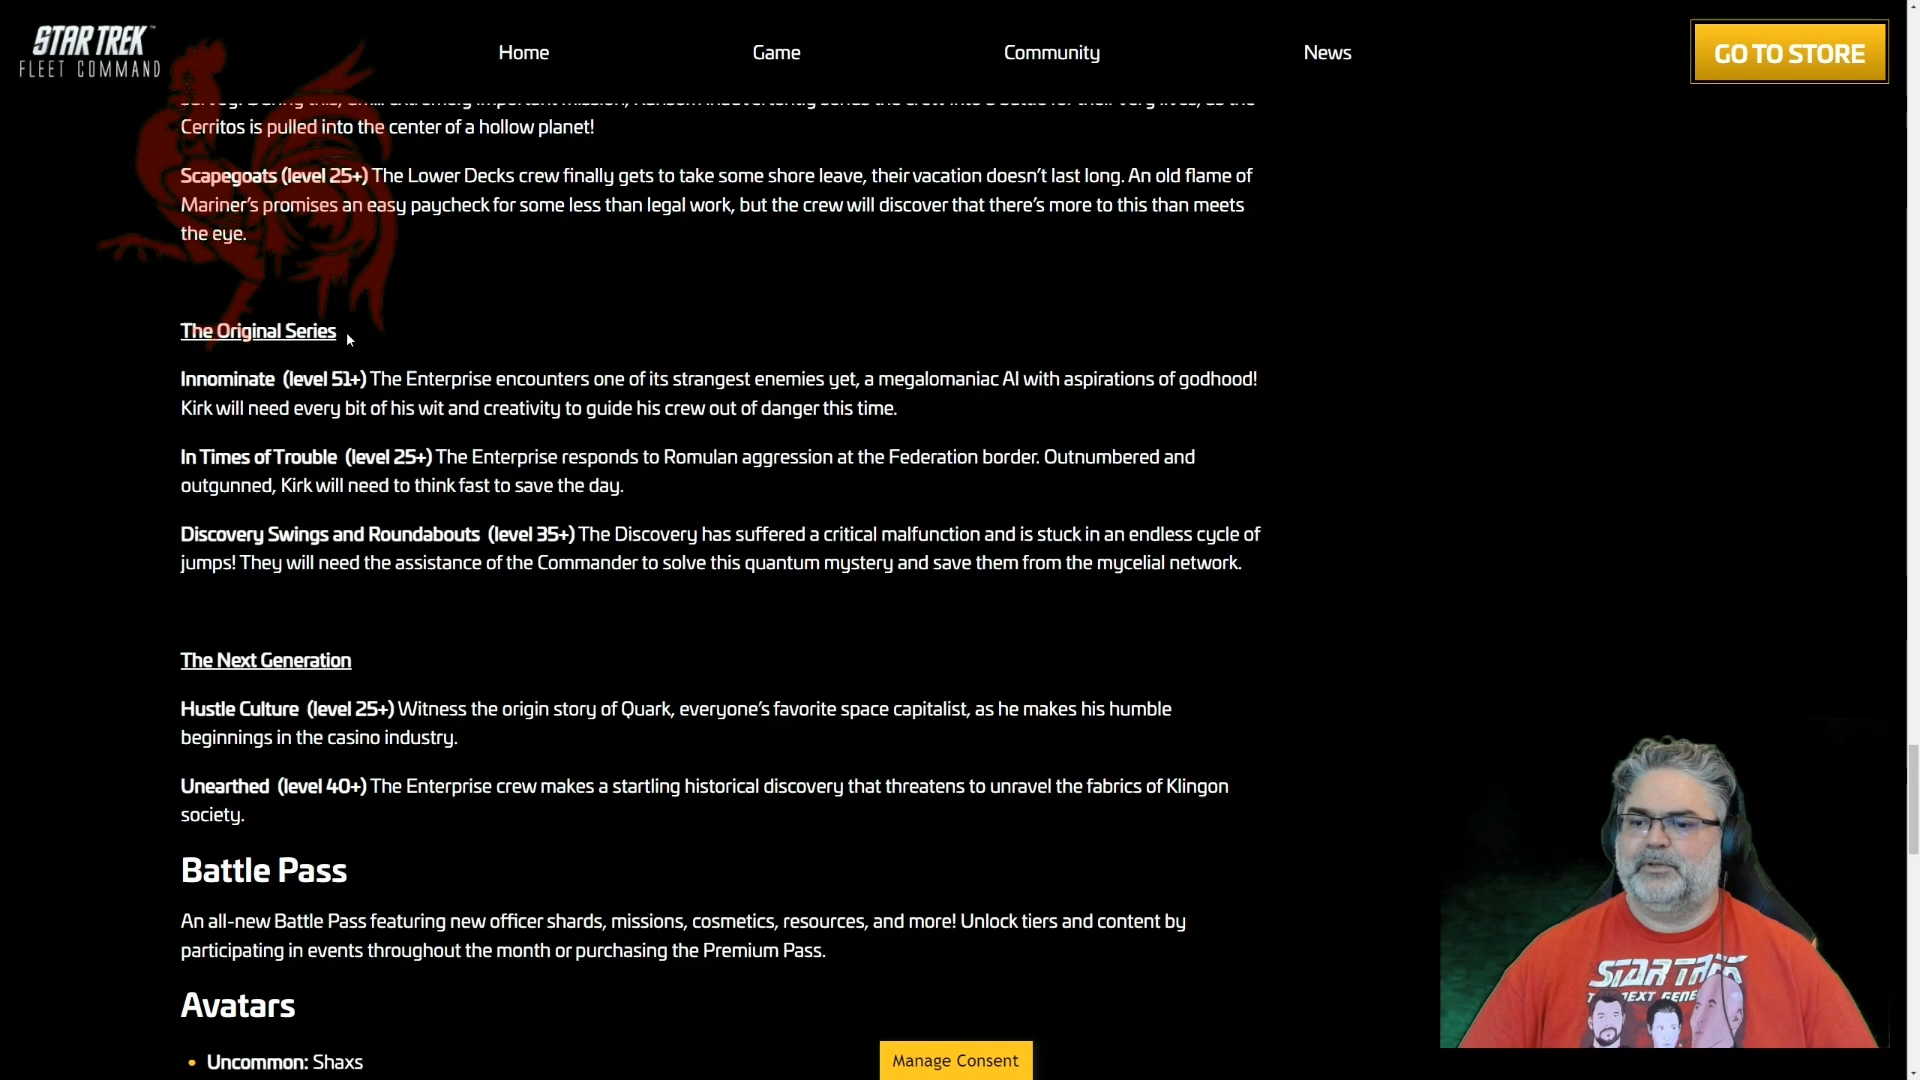 STAR TREK
FLEET COMMAND
Home
Game
Community
News
GO TO STORE
Cerritos is pulled into the center of a hollow planet!
Scapegoats (level 25+) The Lower Decks crew finally gets to take some shore leave, their vacation doesn't last long. An old flame of
Mariner's promises an easy paycheck for some less than legal work, but the crew will discover that there's more to this than meets
the eye.
The Original Series
Innominate (level 51+) The Enterprise encounters one of its strangest enemies yet, a megalomaniac AI with aspirations of godhood!
Kirk will need every bit of his wit and creativity to guide his crew out of danger this time.
In Times of Trouble (level 25+) The Enterprise responds to Romulan aggression at the Federation border. Outnumbered and
outgunned, Kirk will need to think fast to save the day.
Discovery Swings and Roundabouts (level 35+) The Discovery has suffered a critical malfunction and is stuck in an endless cycle of
jumps! They will need the assistance of the Commander to solve this quantum mystery and save them from the mycelial network.
The Next Generation
Hustle Culture (level 25+) Witness the origin story of Quark, everyone's favorite space capitalist, as he makes his humble
beginnings in the casino industry.
Unearthed (level 40+) The Enterprise crew makes a startling historical discovery that threatens to unravel the fabrics of Klingon
society.
Battle Pass
An all-new Battle Pass featuring new officer shards, missions, cosmetics, resources, and more! Unlock tiers and content by
participating in events throughout the month or purchasing the Premium Pass.
Avatars
• Uncommon: Shaxs
Manage Consent
STAR TREK
NEXT GENE